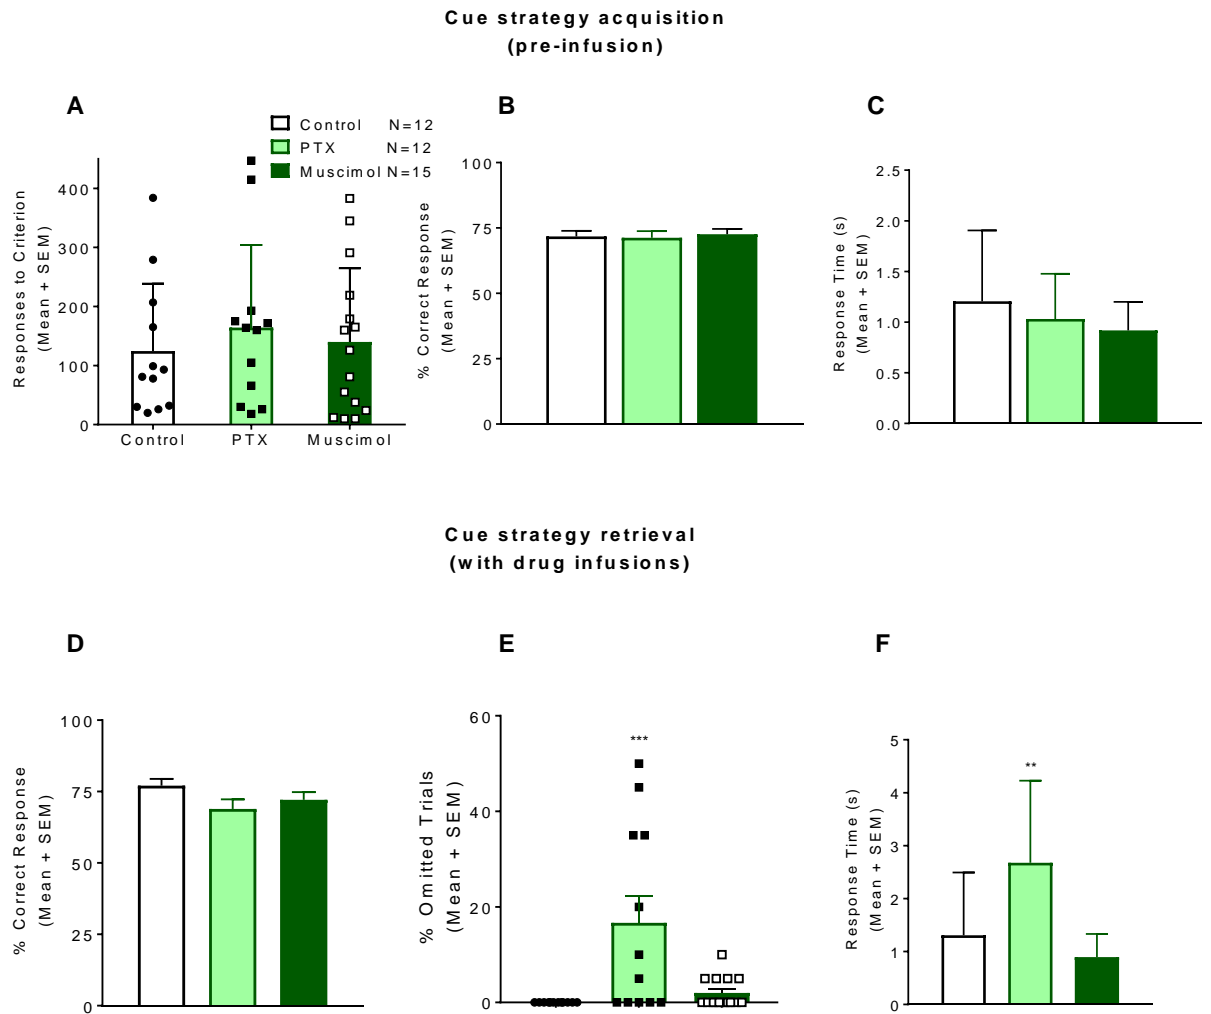 Cue strategy acquisition
(pre-infusion)
A
B
C
Control N=12
PTX N=12
Muscimol N=15
Responses to Criterion
(Mean + SEM)
400
300
200
100
0
Control PTX Muscimol
% Correct Response
(Mean + SEM)
100
75
50
25
0
Response Time (s)
(Mean + SEM)
2.5
2.0
1.5
1.0
0.5
0.0
Cue strategy retrieval
(with drug infusions)
D
E
F
% Correct Response
(Mean + SEM)
100
75
50
25
0
% Omitted Trials
(Mean + SEM)
60
40
20
0
***
Response Time (s)
(Mean + SEM)
5
4
3
2
1
0
**